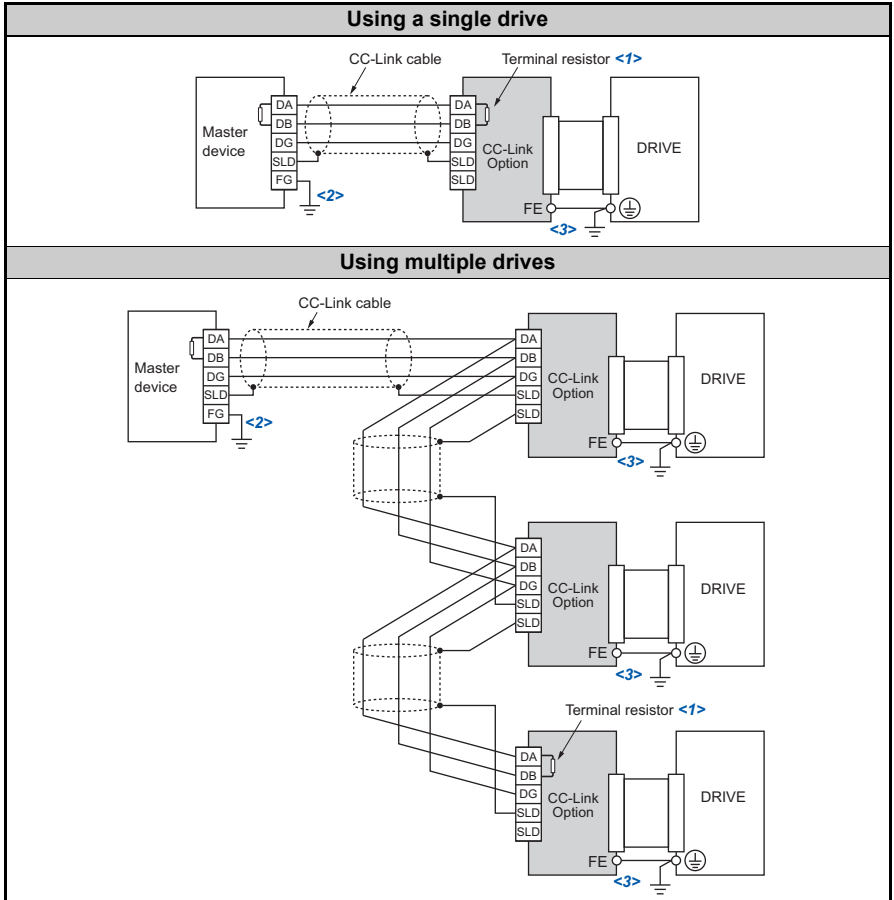 Using a single drive
CC-Link cable
Terminal resistor <1>
Master
device
DA
DB
DG
SLD
FG
<2>
DA
DB
DG
SLD
SLD
CC-Link
Option
FE
<3>
DRIVE
Using multiple drives
CC-Link cable
Master
device
DA
DB
DG
SLD
FG
<2>
DA
DB
DG
SLD
SLD
CC-Link
Option
FE
<3>
DRIVE
DA
DB
DG
SLD
SLD
CC-Link
Option
FE
<3>
DRIVE
Terminal resistor <1>
DA
DB
DG
SLD
SLD
CC-Link
Option
FE
<3>
DRIVE